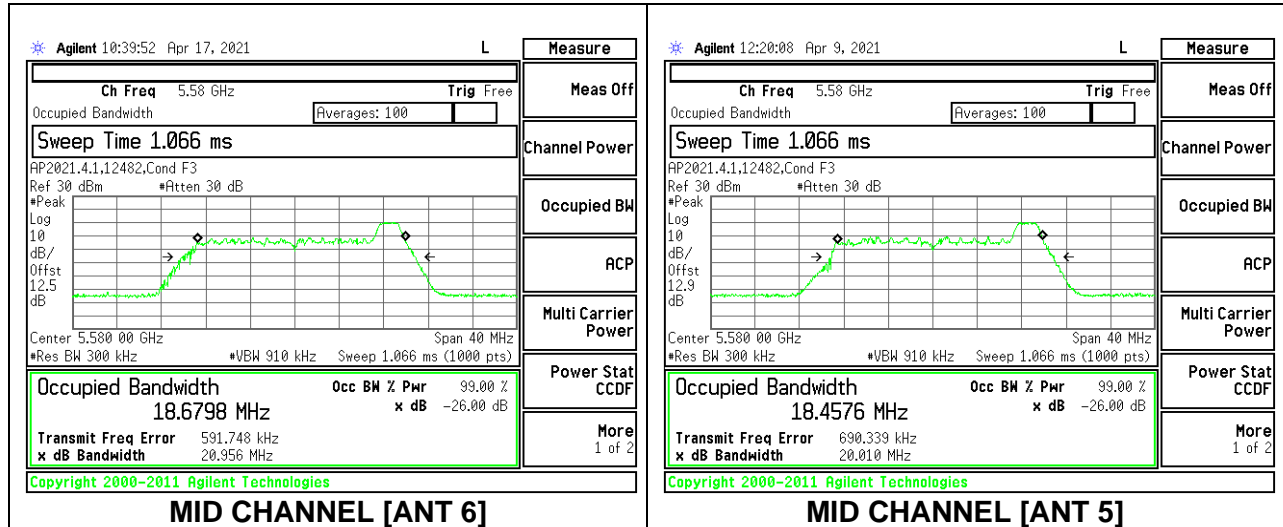 Agilent 10:39:52 Apr 17, 2021 L
Measure
Ch Freq 5.58 GHz Trig Free
Occupied Bandwidth Averages: 100
Sweep Time 1.066 ms
AP2021.4.1,12482,Cond F3
Ref 30 dBm #Atten 30 dB
#Peak
Log
10
dB/
Offst
12.5
dB
Center 5.580 00 GHz Span 40 MHz
#Res BW 300 kHz #VBW 910 kHz Sweep 1.066 ms (1000 pts)
Occupied Bandwidth Occ BW % Pwr 99.00 %
18.6798 MHz x dB -26.00 dB
Transmit Freq Error 591.748 kHz
x dB Bandwidth 20.956 MHz
Copyright 2000-2011 Agilent Technologies
Meas Off
Channel Power
Occupied BW
ACP
Multi Carrier
Power
Power Stat
CCDF
More
1 of 2
MID CHANNEL [ANT 6]
Agilent 12:20:08 Apr 9, 2021 L
Measure
Ch Freq 5.58 GHz Trig Free
Occupied Bandwidth Averages: 100
Sweep Time 1.066 ms
AP2021.4.1,12482,Cond F3
Ref 30 dBm #Atten 30 dB
#Peak
Log
10
dB/
Offst
12.9
dB
Center 5.580 00 GHz Span 40 MHz
#Res BW 300 kHz #VBW 910 kHz Sweep 1.066 ms (1000 pts)
Occupied Bandwidth Occ BW % Pwr 99.00 %
18.4576 MHz x dB -26.00 dB
Transmit Freq Error 690.339 kHz
x dB Bandwidth 20.010 MHz
Copyright 2000-2011 Agilent Technologies
Meas Off
Channel Power
Occupied BW
ACP
Multi Carrier
Power
Power Stat
CCDF
More
1 of 2
MID CHANNEL [ANT 5]